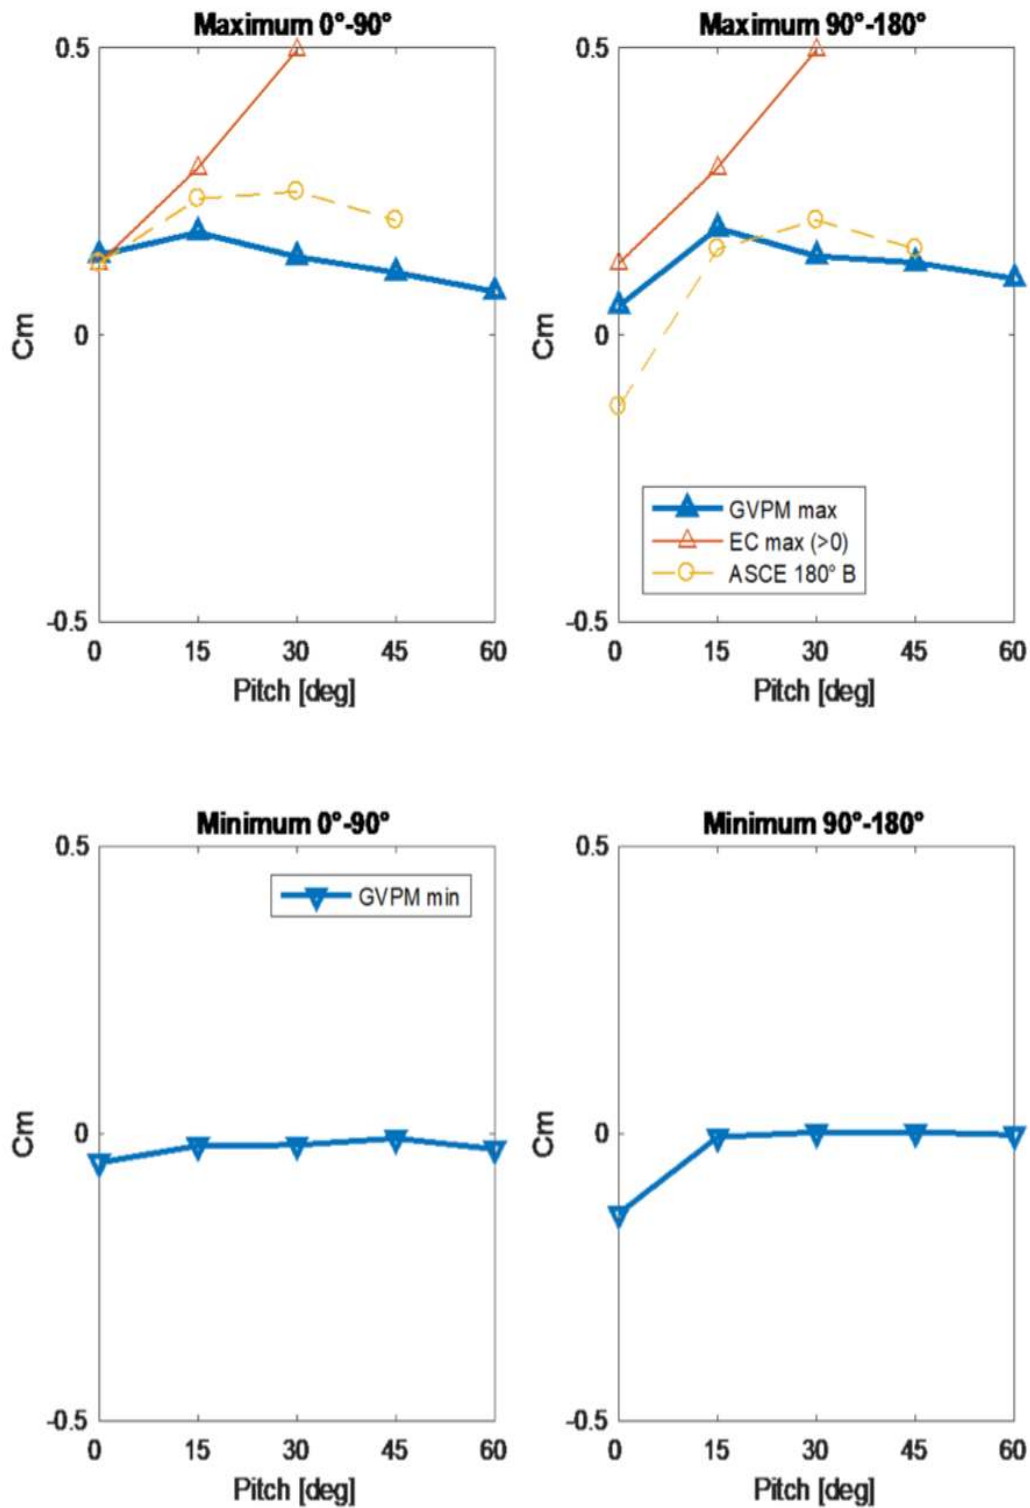 Maximum 0°-90°
0.5
0
-0.5
Cm
0 15 30 45 60
Pitch [deg]
Maximum 90°-180°
0.5
0
-0.5
Cm
GVPM max
EC max (>0)
ASCE 180° B
0 15 30 45 60
Pitch [deg]
Minimum 0°-90°
0.5
0
-0.5
Cm
GVPM min
0 15 30 45 60
Pitch [deg]
Minimum 90°-180°
0.5
0
-0.5
Cm
0 15 30 45 60
Pitch [deg]